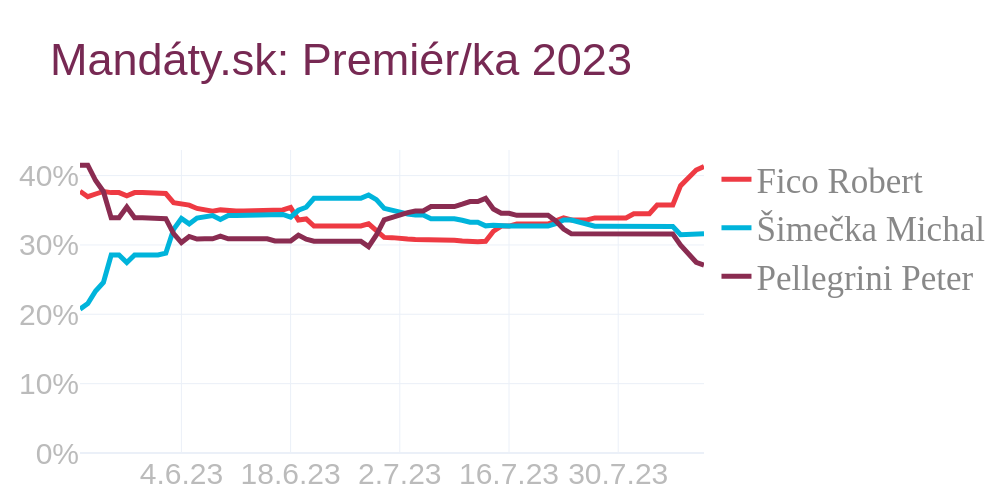 Mandáty.sk: Premiér/ka 2023
40%
30%
20%
10%
0%
4.6.23 18.6.23 2.7.23 16.7.23 30.7.23
Fico Robert
Šimečka Michal
Pellegrini Peter